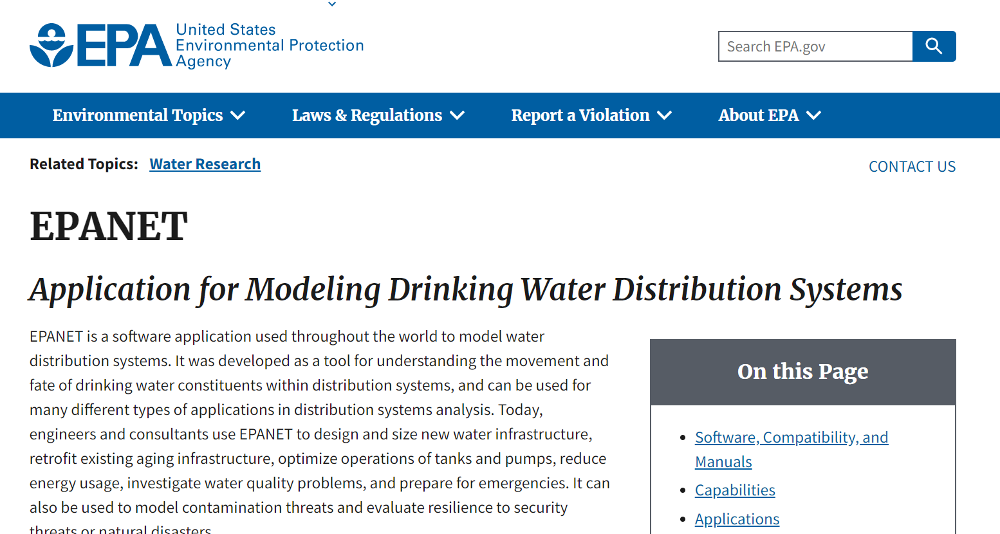 EPA
United States
Environmental Protection
Agency
Search EPA.gov
Environmental Topics
Laws & Regulations
Report a Violation
About EPA
Related Topics: Water Research
CONTACT US
EPANET
Application for Modeling Drinking Water Distribution Systems
EPANET is a software application used throughout the world to model water
distribution systems. It was developed as a tool for understanding the movement and
fate of drinking water constituents within distribution systems, and can be used for
many different types of applications in distribution systems analysis. Today,
engineers and consultants use EPANET to design and size new water infrastructure,
retrofit existing aging infrastructure, optimize operations of tanks and pumps, reduce
energy usage, investigate water quality problems, and prepare for emergencies. It can
also be used to model contamination threats and evaluate resilience to security
threats or natural disasters.
On this Page
Software, Compatibility, and
Manuals
Capabilities
Applications